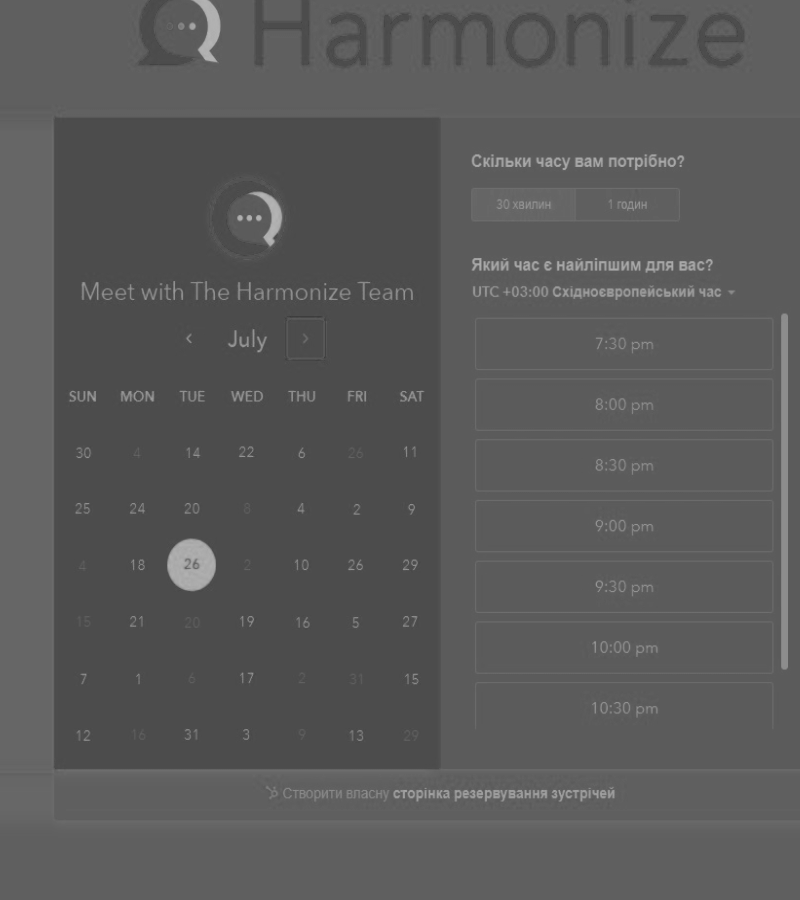 Harmonize
Meet with The Harmonize Team
July
SUN MON TUE WED THU FRI SAT
30 4 14 22 6 26 11
25 24 20 8 4 2 9
4 18 26 2 10 26 29
15 21 20 19 16 5 27
7 1 6 17 2 31 15
12 16 31 3 9 13 29
Скільки часу вам потрібно?
30 хвилин 1 годин
Який час є найліпшим для вас?
UTC +03:00 Східноєвропейський час
7:30 pm
8:00 pm
8:30 pm
9:00 pm
9:30 pm
10:00 pm
10:30 pm
Створити власну сторінка резервування зустрічей